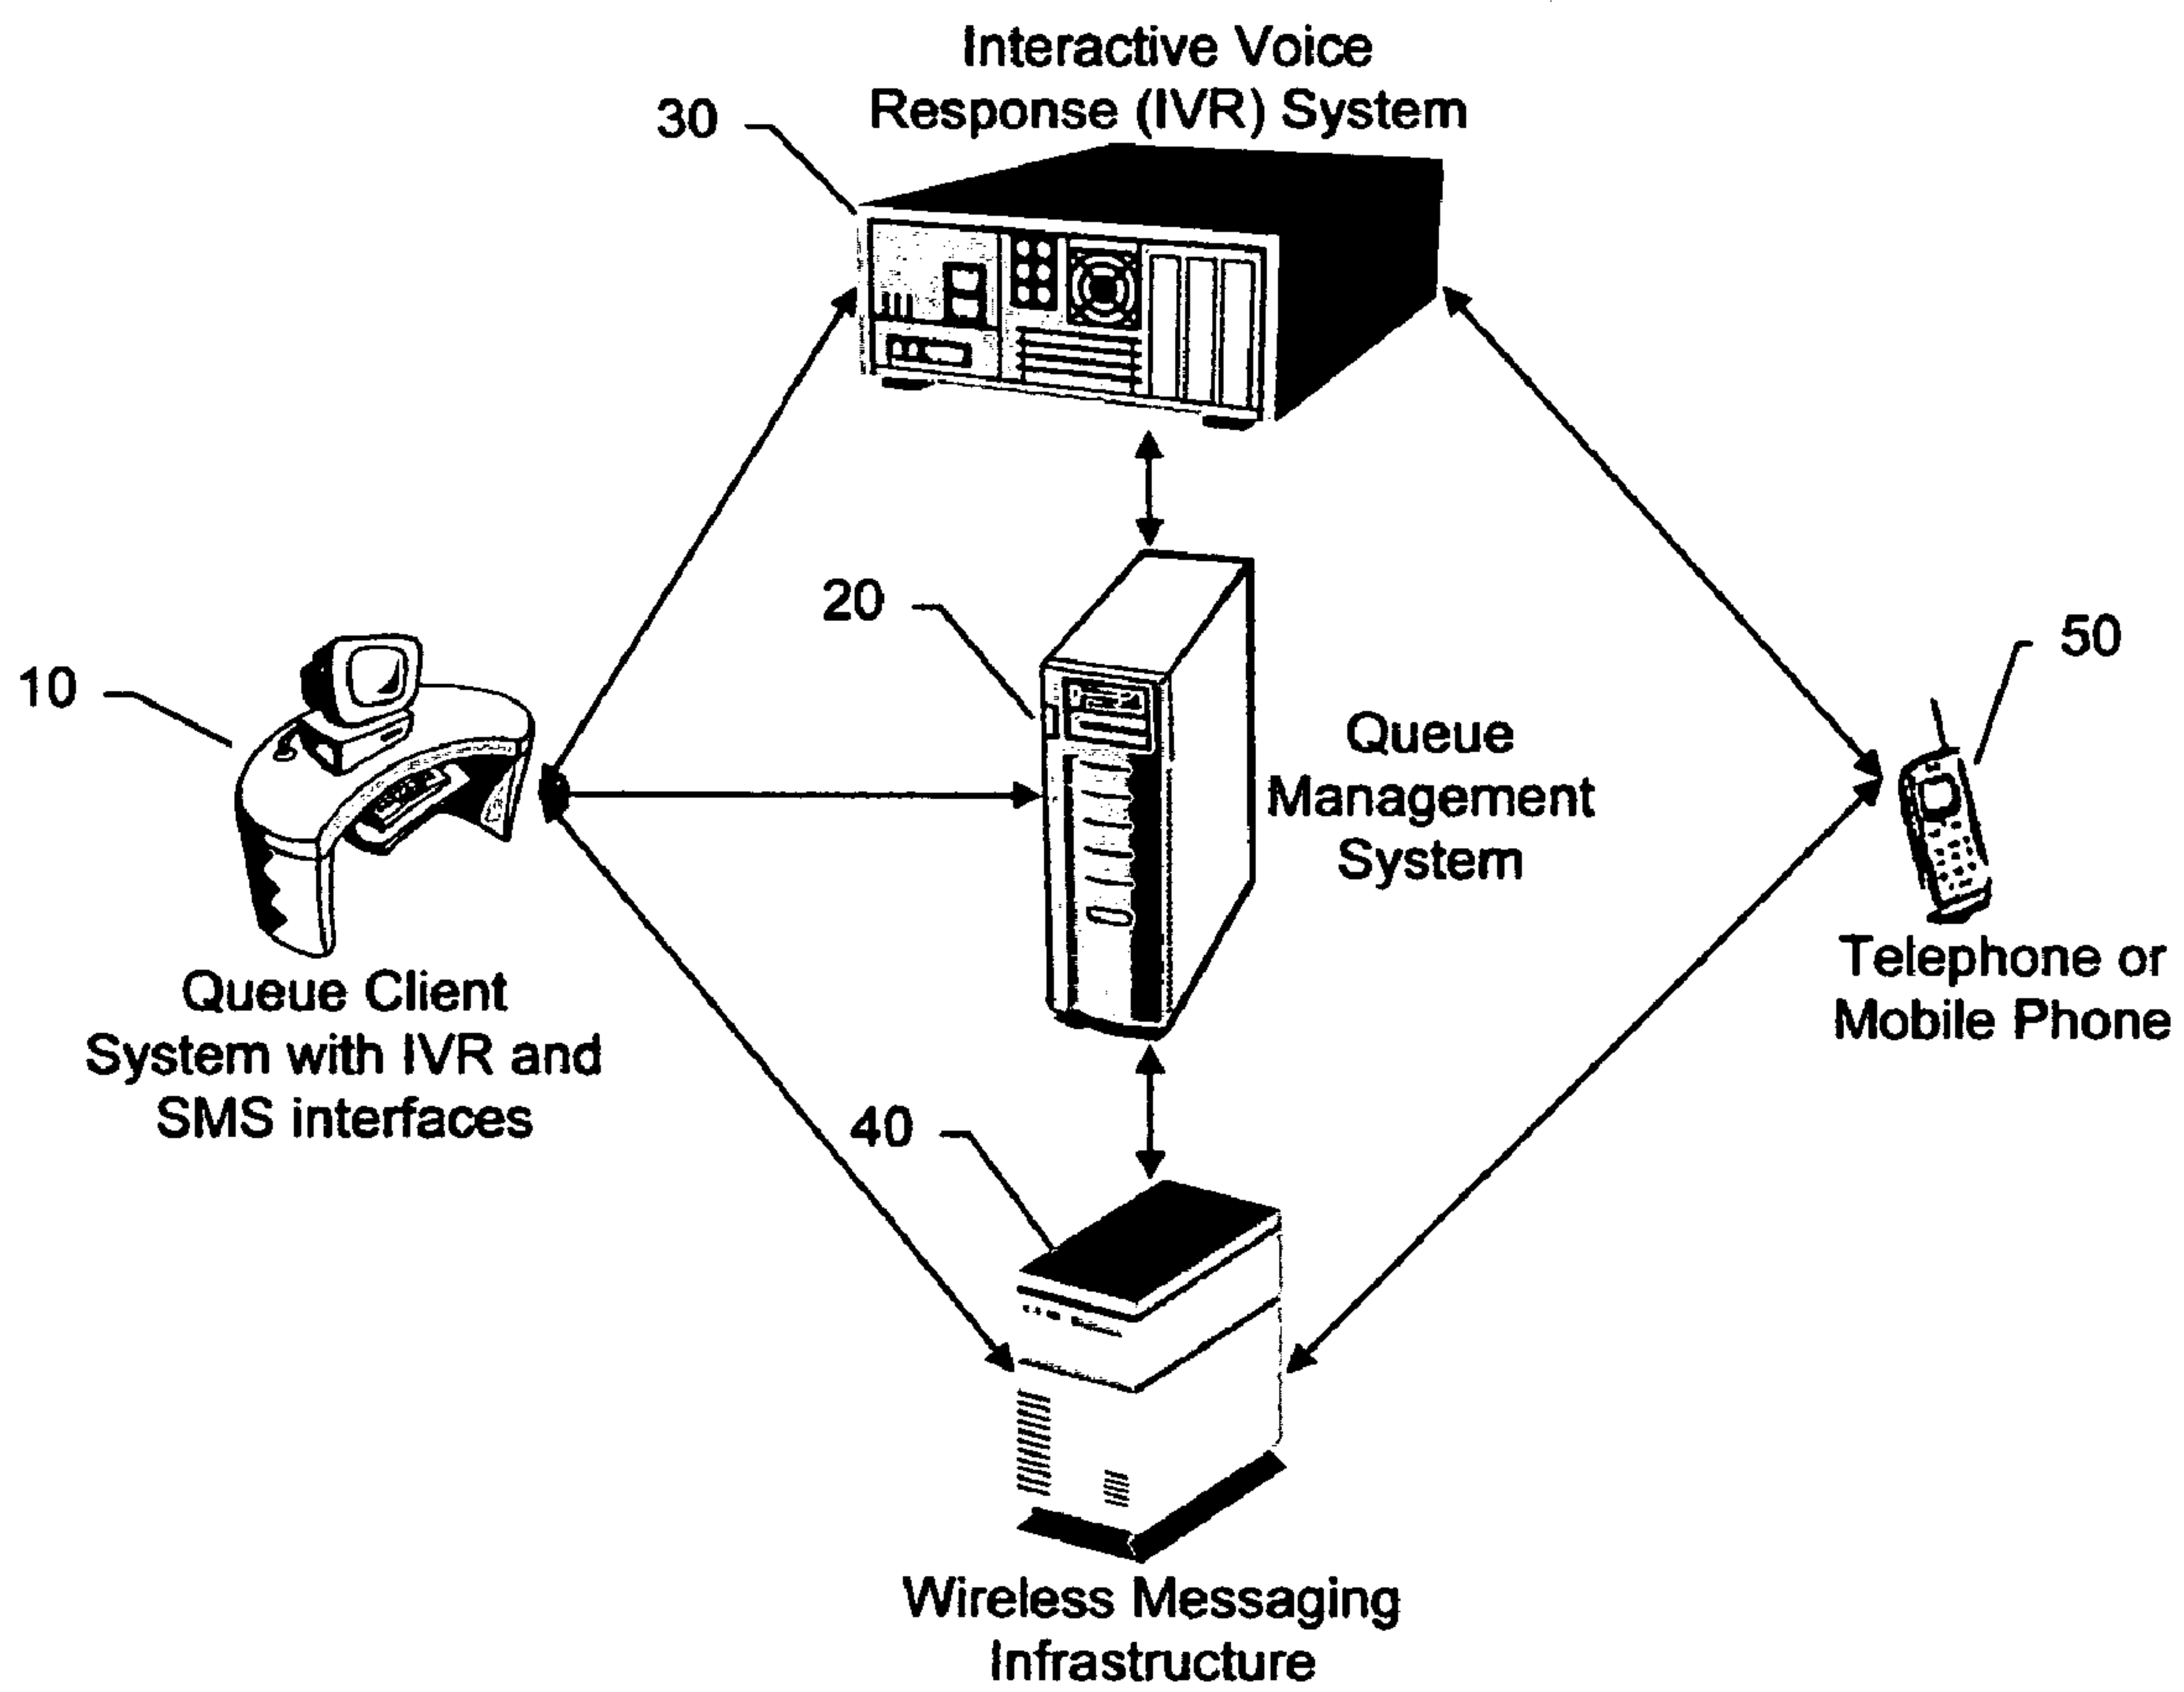 Interactive Voice
Response (IVR) System
30
20
10
50
Queue
Management
System
Queue Client
System with IVR and
SMS interfaces
Telephone or
Mobile Phone
40
Wireless Messaging
Infrastructure